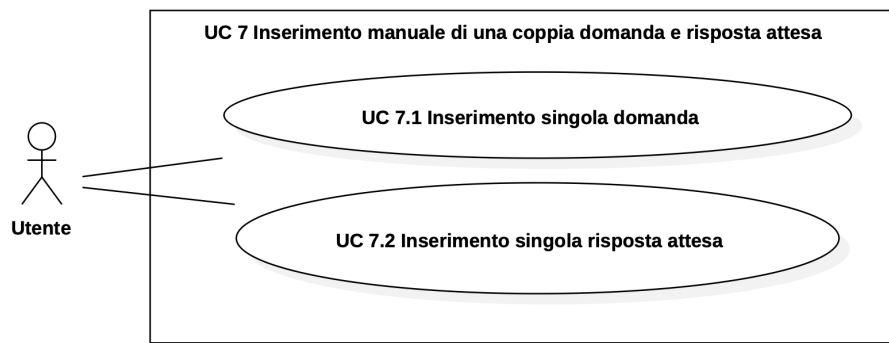 UC 7 Inserimento manuale di una coppia domanda e risposta attesa
UC 7.1 Inserimento singola domanda
Utente
UC 7.2 Inserimento singola risposta attesa